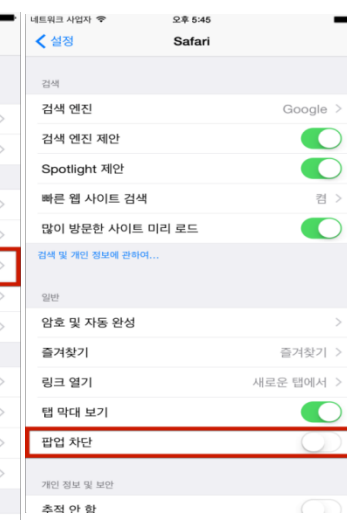 네트워크 사업자 오후 5:45
설정 Safari
검색
검색 엔진 Google
검색 엔진 제안
Spotlight 제안
빠른 웹 사이트 검색 켬
많이 방문한 사이트 미리 로드
검색 및 개인 정보에 관하여...
일반
암호 및 자동 완성
즐겨찾기 즐겨찾기
링크 열기 새로운 탭에서
탭 막대 보기
팝업 차단
개인 정보 및 보안
추적 안 함